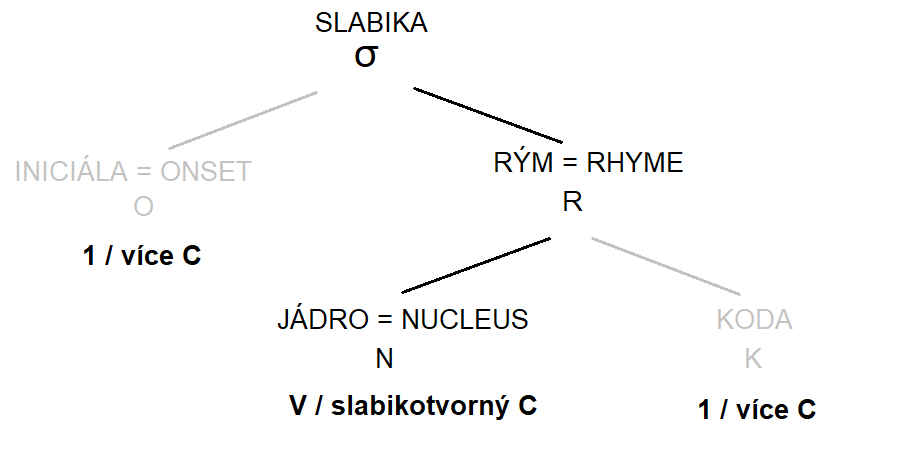 SLABIKA
σ
INICIÁLA = ONSET
O
1 / více C
RÝM = RHYME
R
JÁDRO = NUCLEUS
N
V / slabikotvorný C
KODA
K
1 / více C